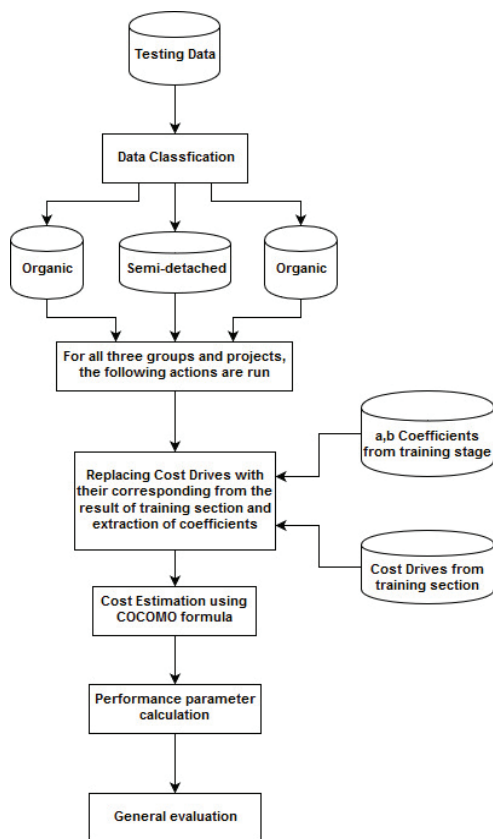 Testing Data
Data Classfication
Organic
Semi-detached
Organic
For all three groups and projects,
the following actions are run
a,b Coefficients
from training stage
Replacing Cost Drives with
their corresponding from the
result of training section and
extraction of coefficients
Cost Drives from
training section
Cost Estimation using
COCOMO formula
Performance parameter
calculation
General evaluation